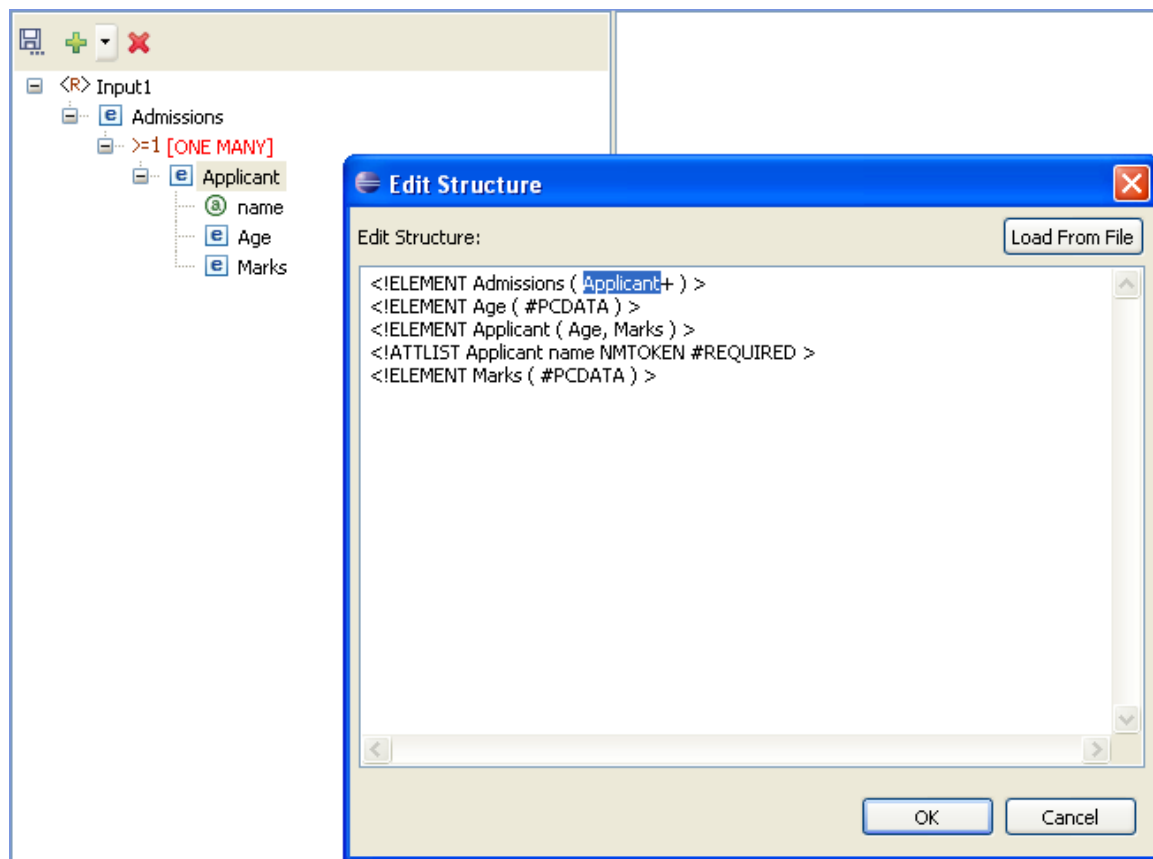 <R> Input1
e Admissions
>=1 [ONE MANY]
e Applicant
a name
e Age
e Marks
Edit Structure
Edit Structure:
Load From File
<!ELEMENT Admissions ( Applicant+ ) >
<!ELEMENT Age ( #PCDATA ) >
<!ELEMENT Applicant ( Age, Marks ) >
<!ATTLIST Applicant name NMTOKEN #REQUIRED >
<!ELEMENT Marks ( #PCDATA ) >
OK
Cancel